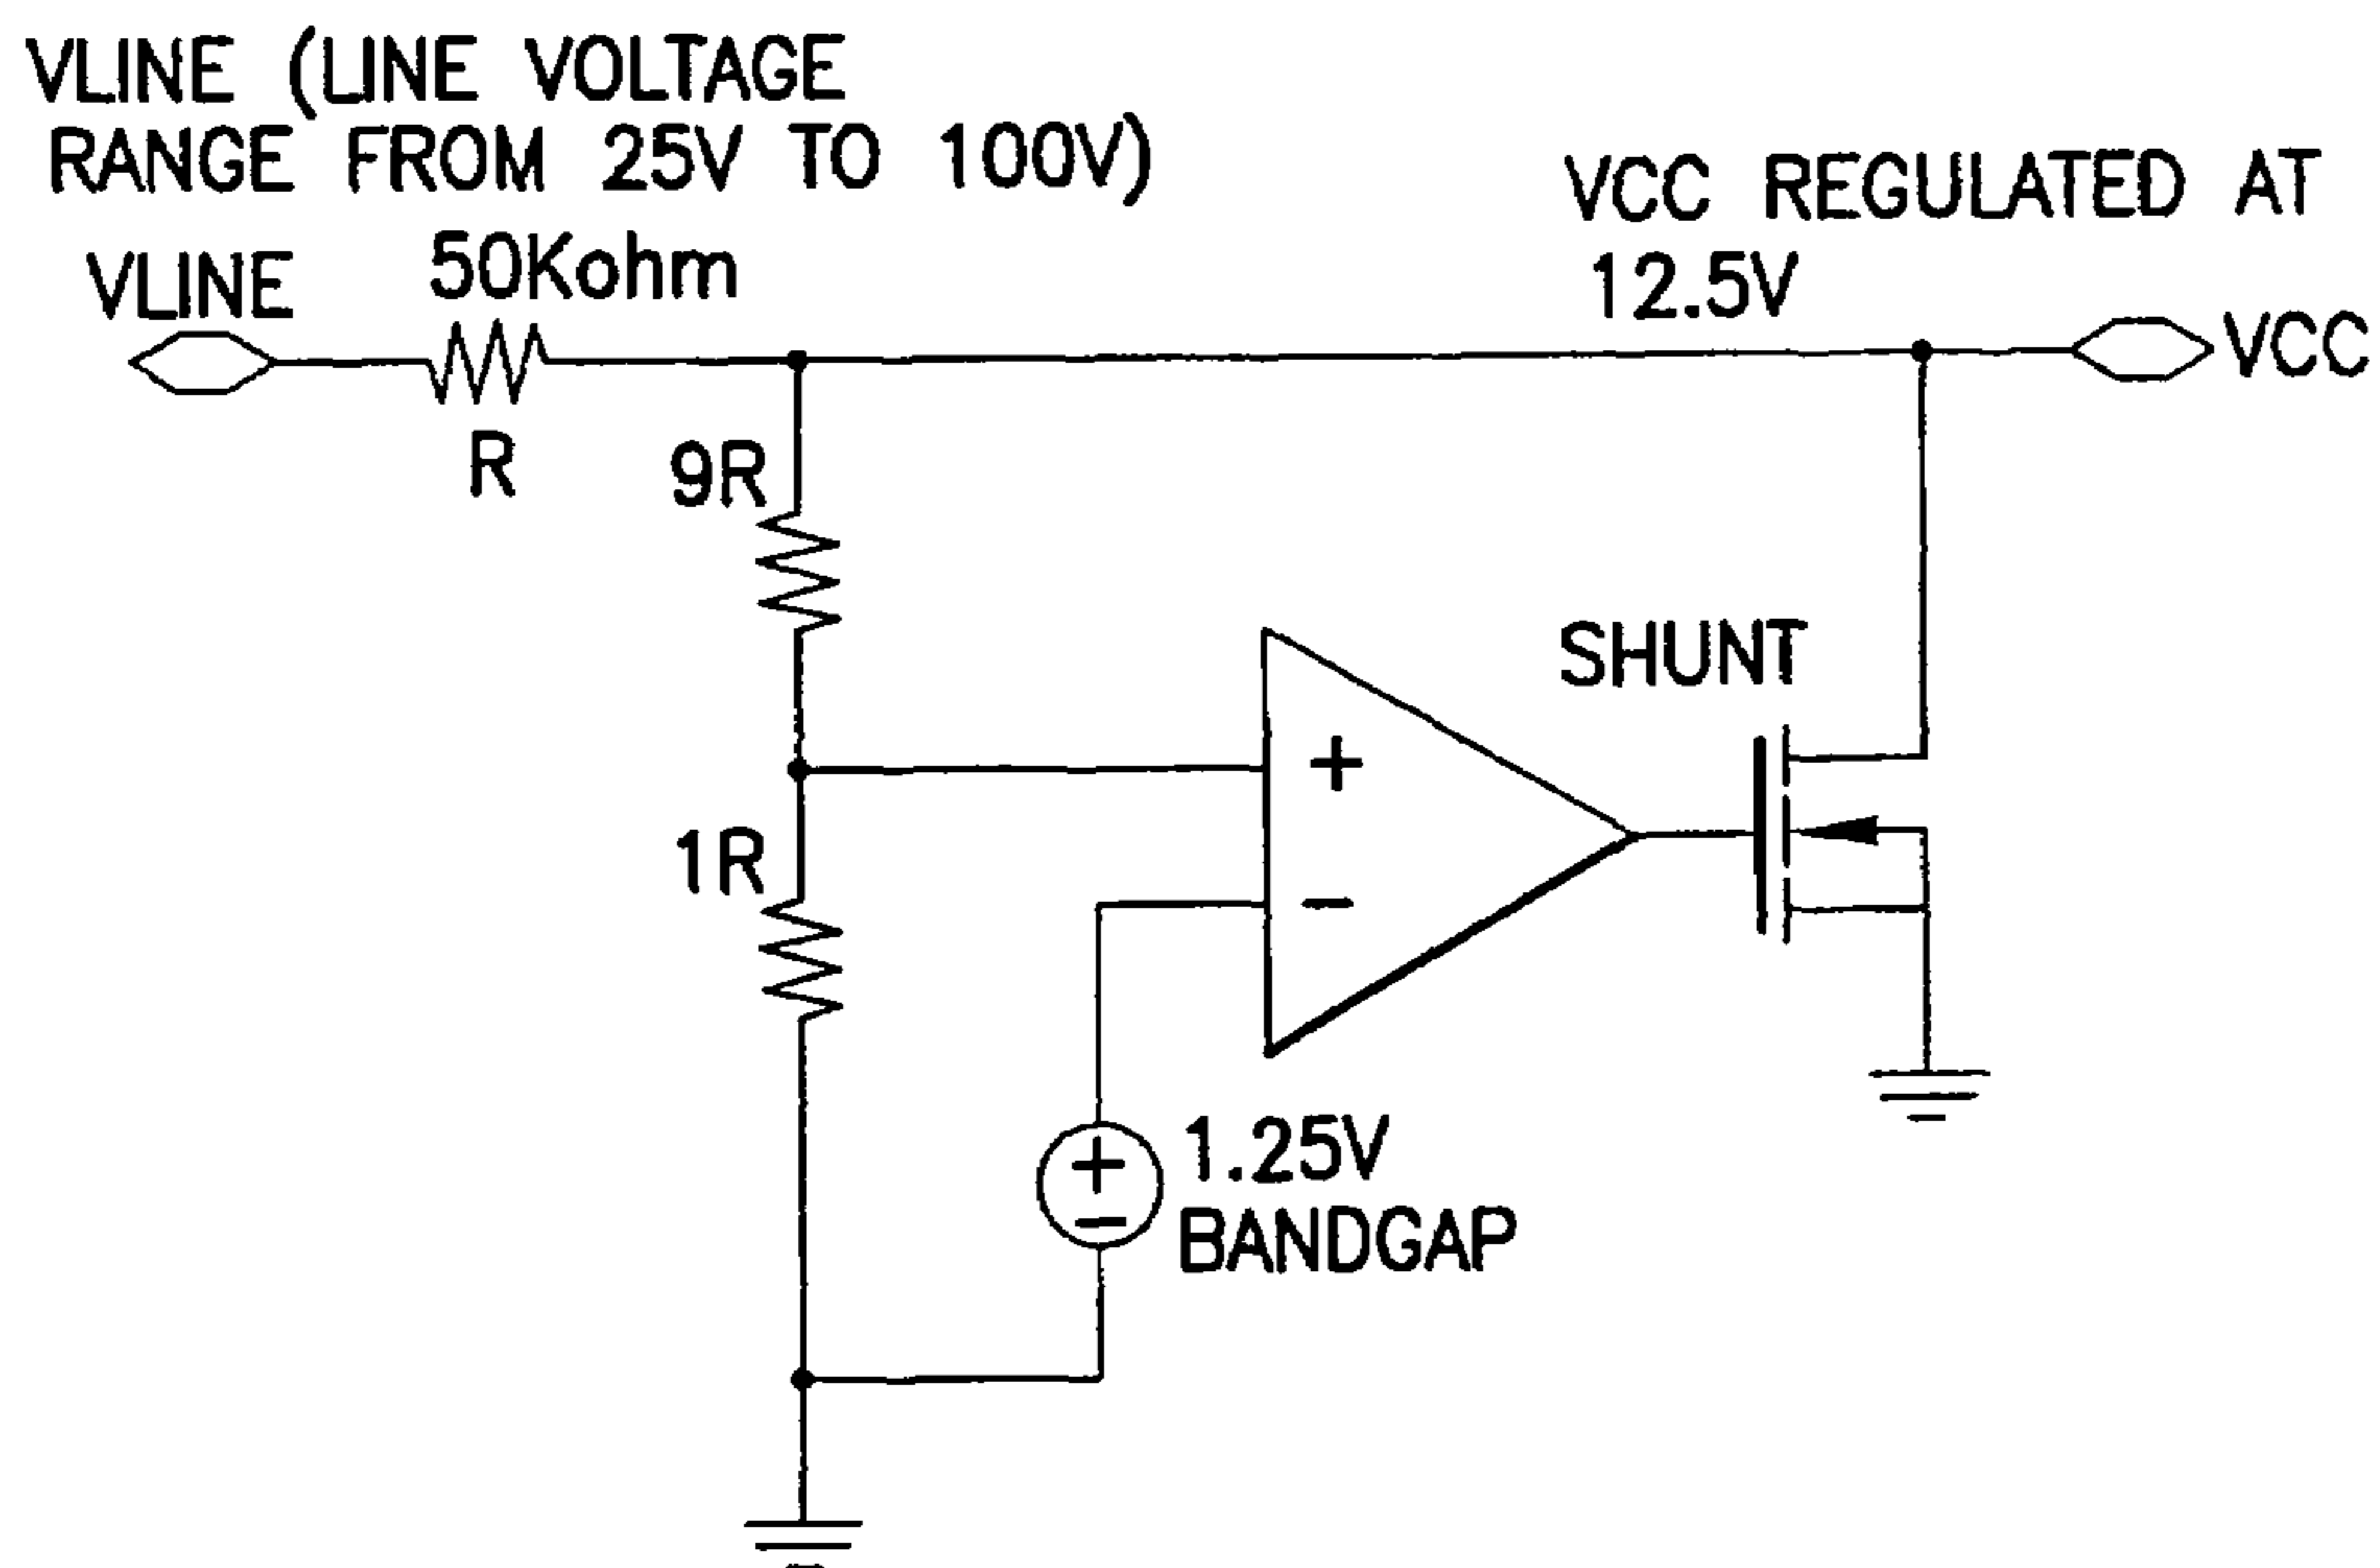 VLINE (LINE VOLTAGE
RANGE FROM 25V TO 100V)
VCC REGULATED AT
12.5V
VLINE
50Kohm
VCC
R
9R
SHUNT
+
1R
-
+
-
1.25V
BANDGAP